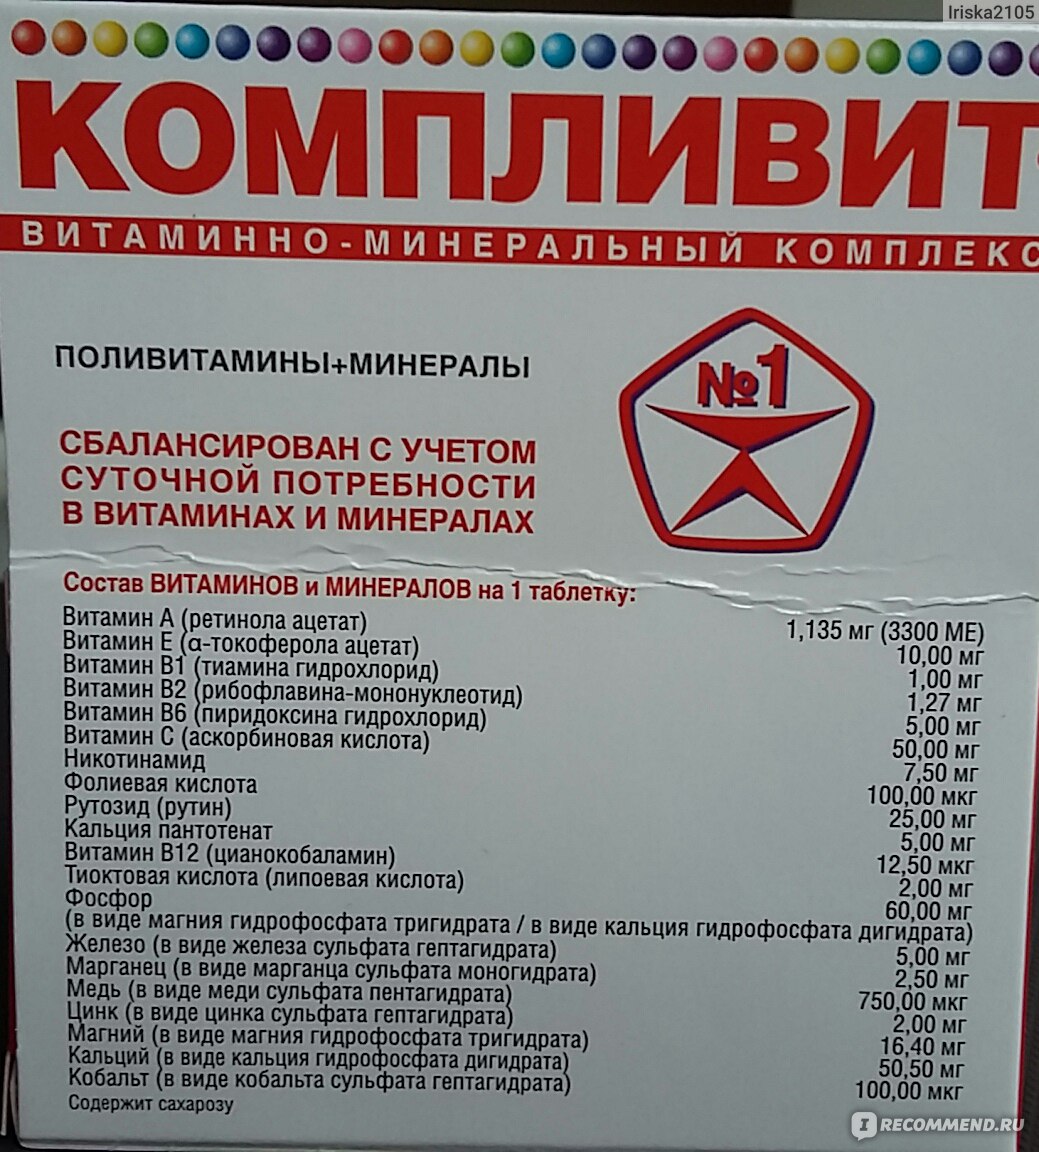 Iriska2105
КОМПЛИВИТ
ВИТАМИННО-МИНЕРАЛЬНЫЙ КОМПЛЕКС
ПОЛИВИТАМИНЫ+МИНЕРАЛЫ
№1
СБАЛАНСИРОВАН С УЧЕТОМ
СУТОЧНОЙ ПОТРЕБНОСТИ
В ВИТАМИНАХ И МИНЕРАЛАХ
Состав ВИТАМИНОВ и МИНЕРАЛОВ на 1 таблетку:
Витамин А (ретинола ацетат) 1,135 мг (3300 МЕ)
Витамин Е (α-токоферола ацетат) 10,00 мг
Витамин В1 (тиамина гидрохлорид) 1,00 мг
Витамин В2 (рибофлавина-мононуклеотид) 1,27 мг
Витамин В6 (пиридоксина гидрохлорид) 5,00 мг
Витамин С (аскорбиновая кислота) 50,00 мг
Никотинамид 7,50 мг
Фолиевая кислота 100,00 мкг
Рутозид (рутин) 25,00 мг
Кальция пантотенат 5,00 мг
Витамин В12 (цианокобаламин) 12,50 мкг
Тиоктовая кислота (липоевая кислота) 2,00 мг
Фосфор 60,00 мг
(в виде магния гидрофосфата тригидрата / в виде кальция гидрофосфата дигидрата)
Железо (в виде железа сульфата гептагидрата) 5,00 мг
Марганец (в виде марганца сульфата моногидрата) 2,50 мг
Медь (в виде меди сульфата пентагидрата) 750,00 мкг
Цинк (в виде цинка сульфата гептагидрата) 2,00 мг
Магний (в виде магния гидрофосфата тригидрата) 16,40 мг
Кальций (в виде кальция гидрофосфата дигидрата) 50,50 мг
Кобальт (в виде кобальта сульфата гептагидрата) 100,00 мкг
Содержит сахарозу
IRECOMMEND.RU